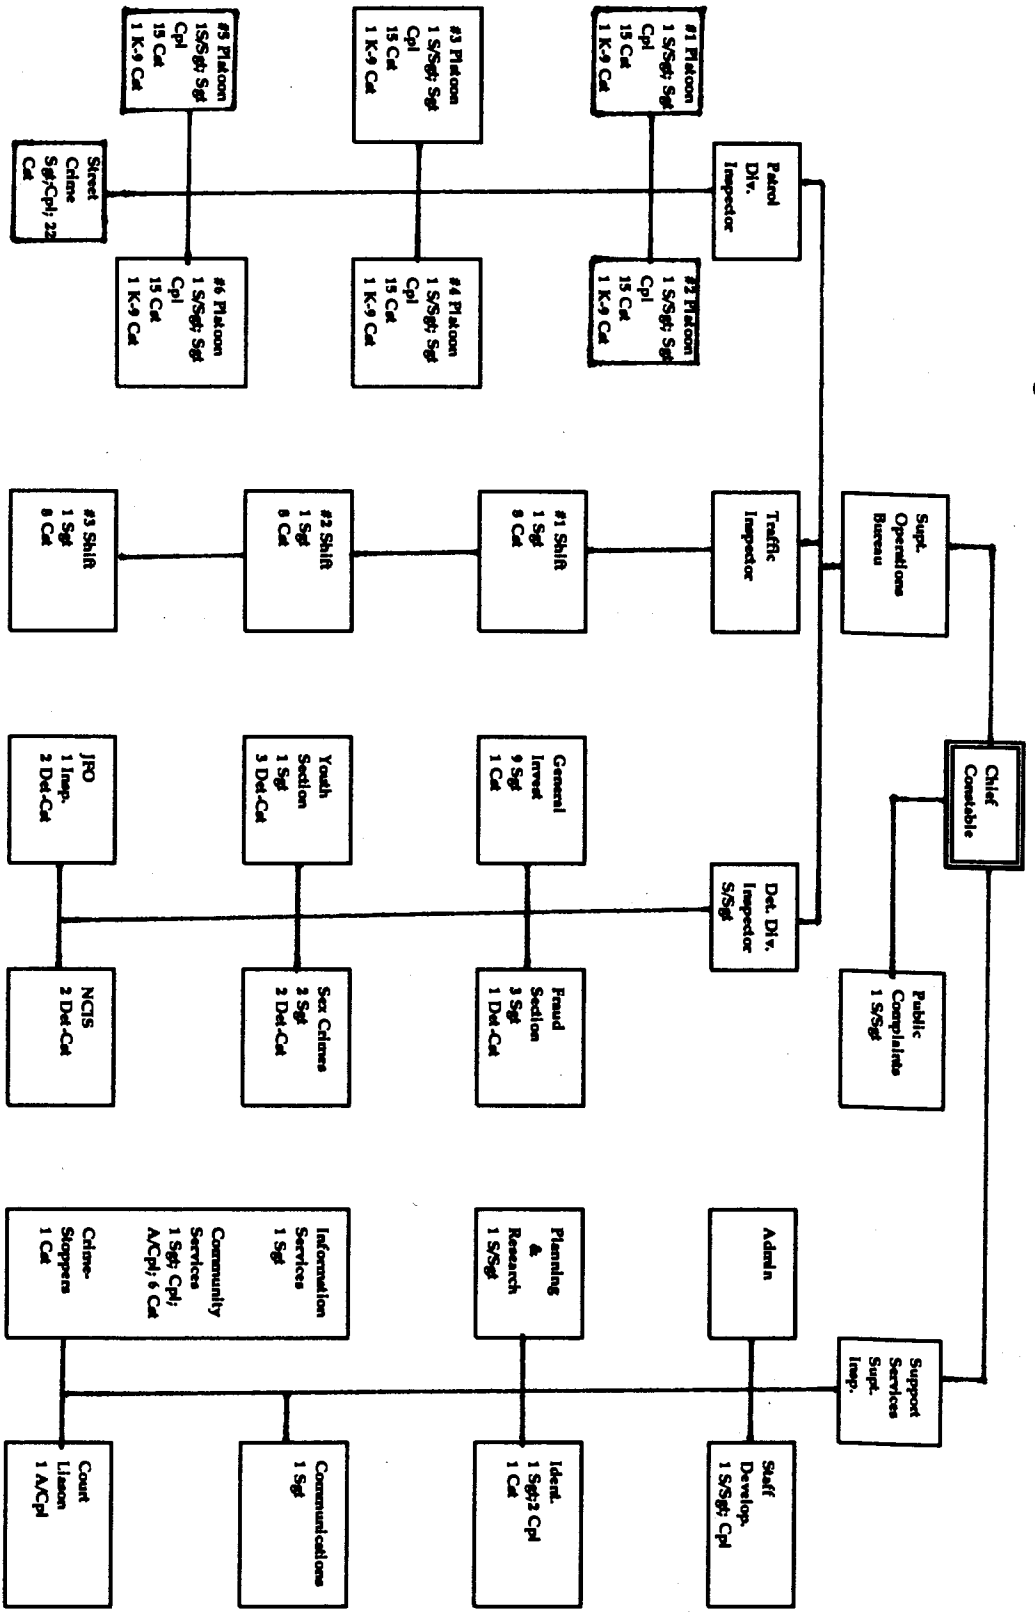 Chief
Constable
Supt.
Operations
Bureau
Public
Complaints
1 S/Sgt
Support
Services
Supt.
Insp.
Patrol
Div.
Inspector
Traffic
Inspector
Det. Div.
Inspector
S/Sgt
Admin
Staff
Develop.
1 S/Sgt; Cpl
#1 Platoon
1 S/Sgt; Sgt
Cpl
15 Cst
1 K-9 Cst
#2 Platoon
1 S/Sgt; Sgt
Cpl
15 Cst
1 K-9 Cst
#1 Shift
1 Sgt
8 Cst
General
Invest
9 Sgt
1 Cst
Fraud
Section
3 Sgt
1 Det-Cst
Planning
&
Research
1 S/Sgt
Ident.
1 Sgt;2 Cpl
1 Cst
#3 Platoon
1 S/Sgt; Sgt
Cpl
15 Cst
1 K-9 Cst
#4 Platoon
1 S/Sgt; Sgt
Cpl
15 Cst
1 K-9 Cst
#2 Shift
1 Sgt
8 Cst
Youth
Section
1 Sgt
3 Det-Cst
Sex Crimes
2 Sgt
2 Det-Cst
Information
Services
1 Sgt
Community
Services
1 Sgt; Cpl;
A/Cpl; 6 Cst
Crime-
Stoppers
1 Cst
Communications
1 Sgt
#5 Platoon
1S/Sgt; Sgt
Cpl
15 Cst
1 K-9 Cst
#6 Platoon
1 S/Sgt; Sgt
Cpl
15 Cst
1 K-9 Cst
Street
Crime
Sgt;Cpl; 22
Cst
#3 Shift
1 Sgt
8 Cst
JFO
1 Insp.
2 Det-Cst
NCIS
2 Det-Cst
Court
Liason
1 A/Cpl